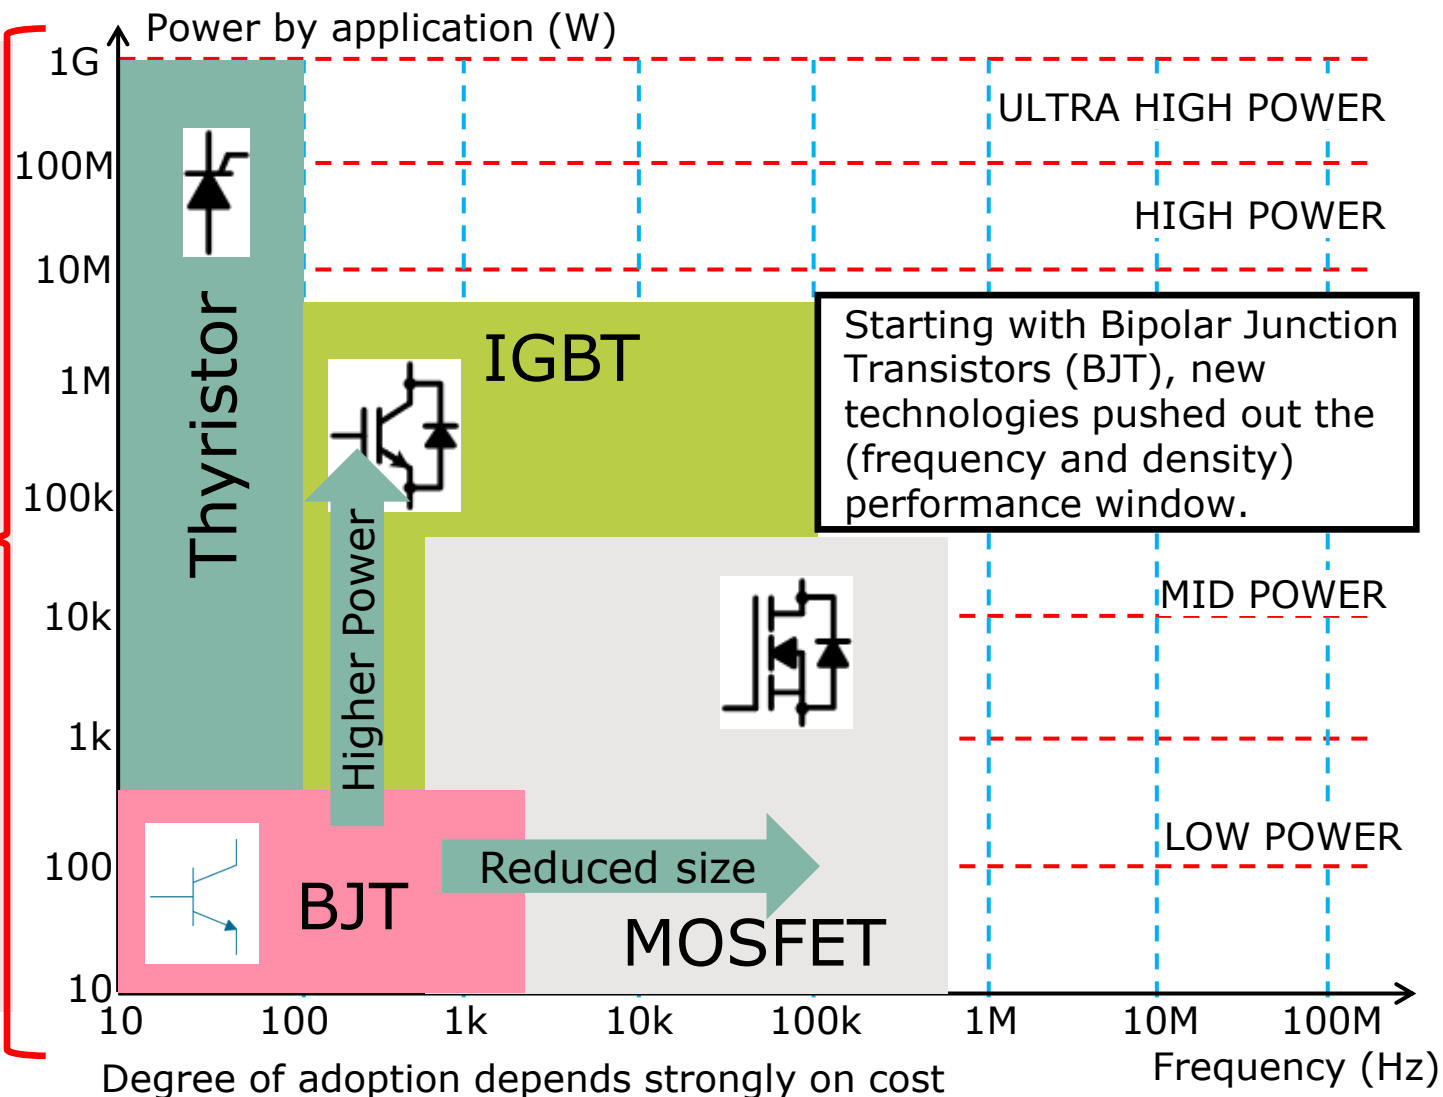 Power by application (W)
1G
ULTRA HIGH POWER
100M
HIGH POWER
10M
Thyristor
IGBT
Starting with Bipolar Junction
Transistors (BJT), new
technologies pushed out the
(frequency and density)
performance window.
1M
100k
Higher Power
MID POWER
10k
1k
LOW POWER
100
Reduced size
BJT
MOSFET
10
10 100 1k 10k 100k 1M 10M 100M
Frequency (Hz)
Degree of adoption depends strongly on cost